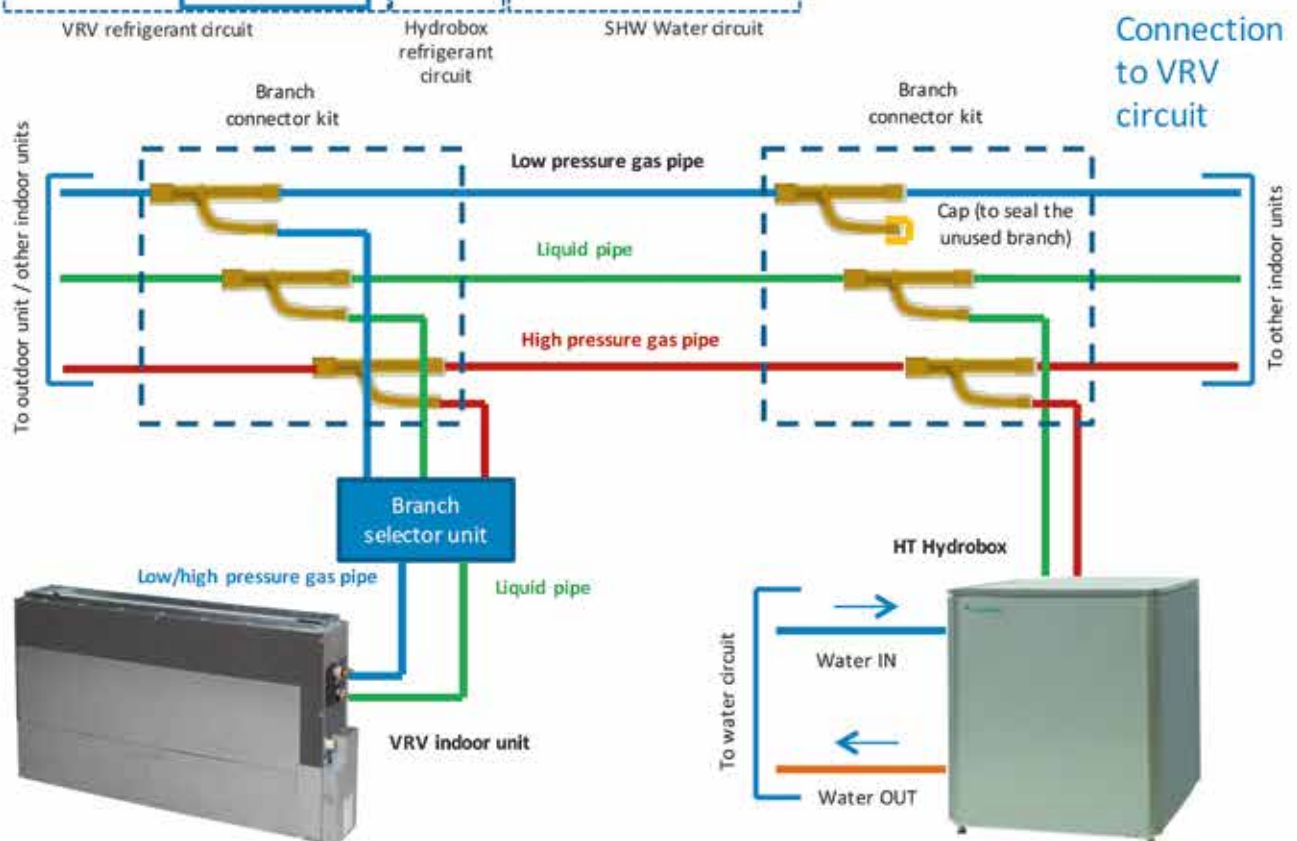 VRV refrigerant circuit
Hydrobox
refrigerant
circuit
SHW Water circuit
Connection
to VRV
circuit
Branch
connector kit
Branch
connector kit
To outdoor unit / other indoor units
Low pressure gas pipe
Cap (to seal the
unused branch)
Liquid pipe
High pressure gas pipe
To other indoor units
Branch
selector unit
HT Hydrobox
Low/high pressure gas pipe
Liquid pipe
To water circuit
Water IN
VRV indoor unit
Water OUT